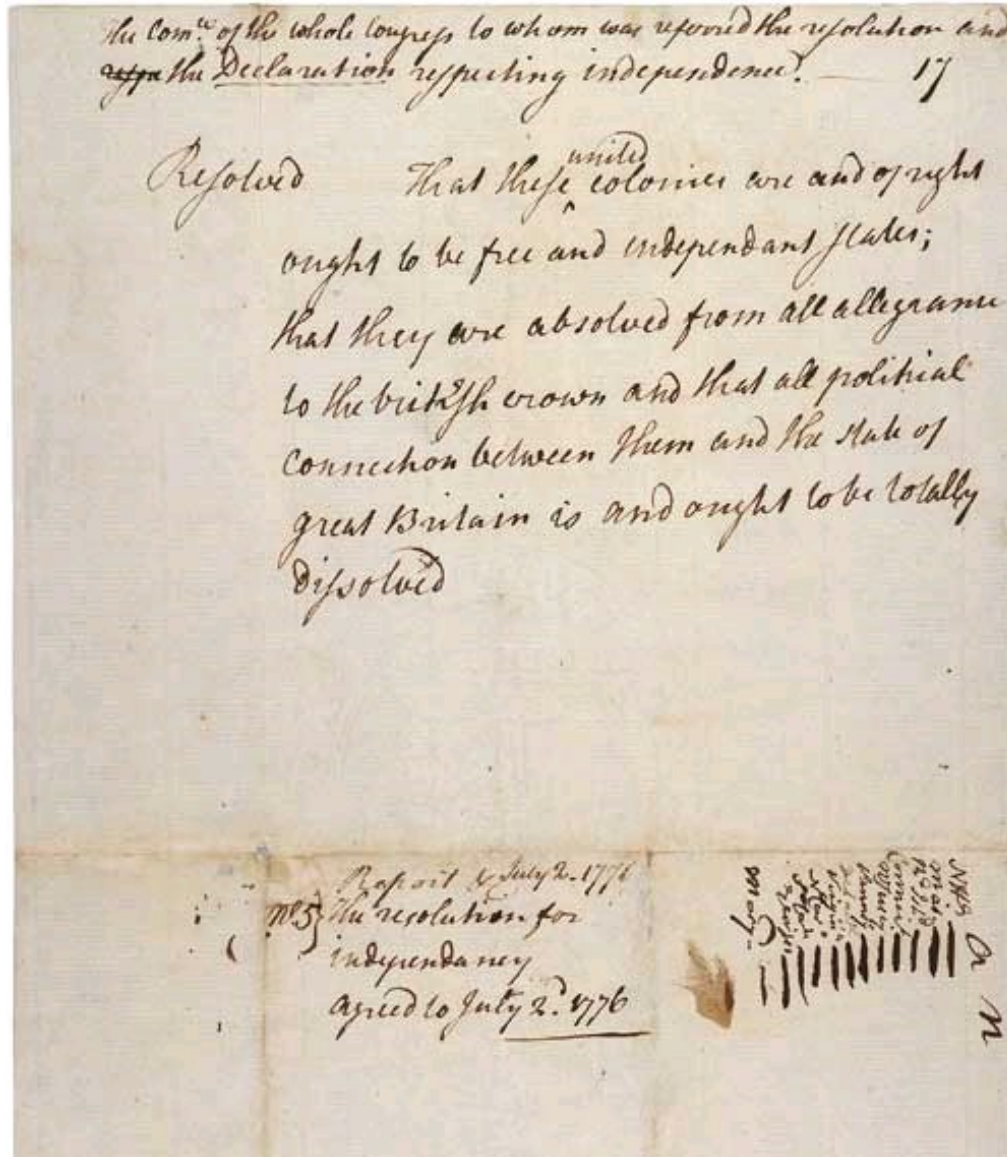 The Com.ee of the whole Congress to whom was referred the resolution and
the Declaration respecting independence. 17
Resolved That these united colonies are and of right
ought to be free and independant states;
that they are absolved from all allegiance
to the british crown and that all political
connection between them and the state of
great Britain is and ought to be totally
dissolved
Report July 2. 1776
No. 5} the resolution for
independancy
agreed to July 2d. 1776
N H
Virginia
Mary
a
n